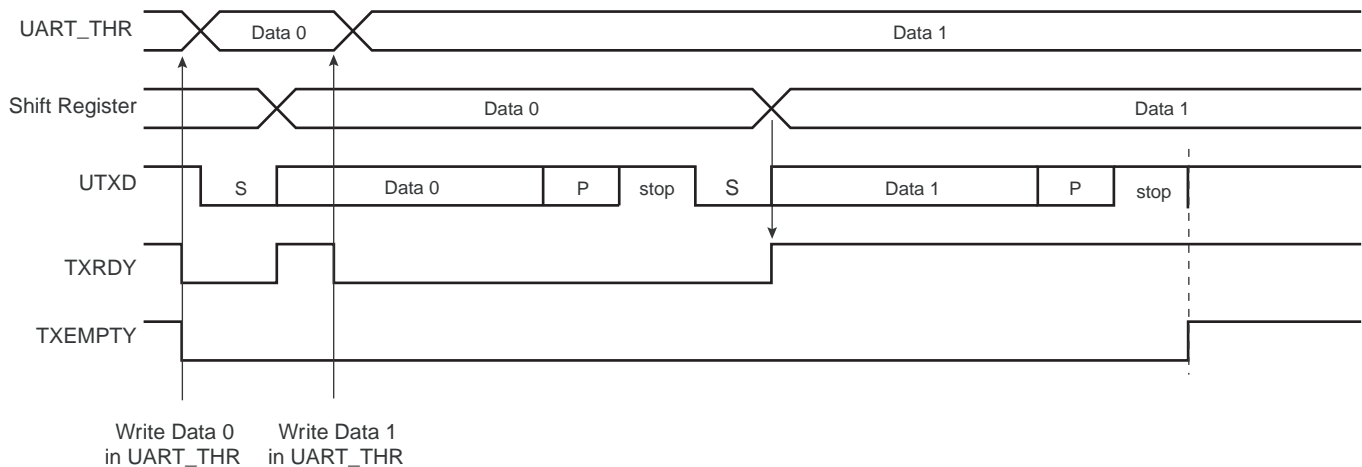 UART_THR
Data 0
Data 1
Shift Register
Data 0
Data 1
UTXD
S
Data 0
P
stop
S
Data 1
P
stop
TXRDY
TXEMPTY
Write Data 0
in UART_THR
Write Data 1
in UART_THR